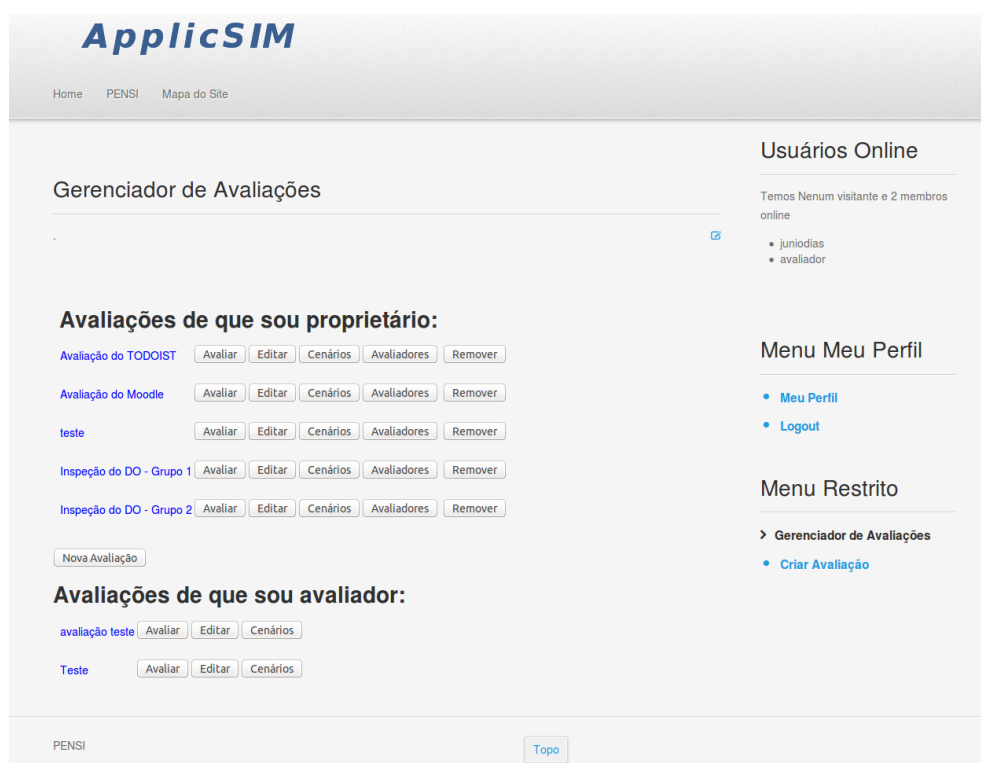 ApplicSIM
Home PENSI Mapa do Site
Gerenciador de Avaliações
.
Avaliações de que sou proprietário:
Avaliação do TODOIST Avaliar Editar Cenários Avaliadores Remover
Avaliação do Moodle Avaliar Editar Cenários Avaliadores Remover
teste Avaliar Editar Cenários Avaliadores Remover
Inspeção do DO - Grupo 1 Avaliar Editar Cenários Avaliadores Remover
Inspeção do DO - Grupo 2 Avaliar Editar Cenários Avaliadores Remover
Nova Avaliação
Avaliações de que sou avaliador:
avaliação teste Avaliar Editar Cenários
Teste Avaliar Editar Cenários
Usuários Online
Temos Nenum visitante e 2 membros
online
juniodias
avaliador
Menu Meu Perfil
Meu Perfil
Logout
Menu Restrito
Gerenciador de Avaliações
Criar Avaliação
PENSI
Topo